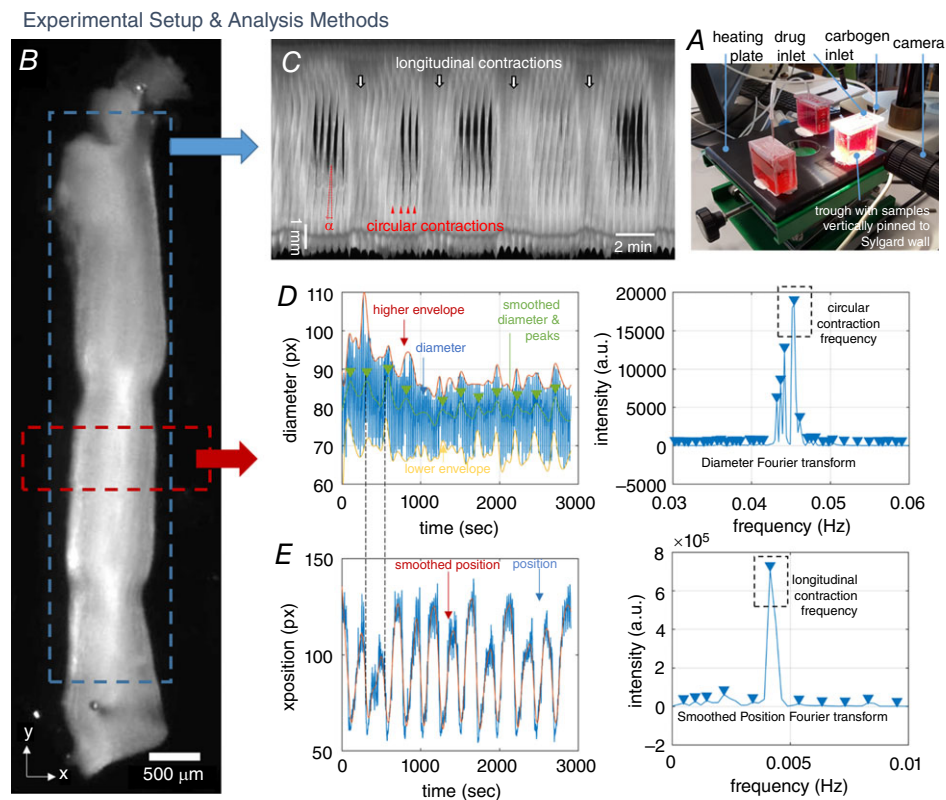 Experimental Setup & Analysis Methods
B
y
x
500 μm
C
longitudinal contractions
α
circular contractions
1 mm
2 min
A
heating plate
drug inlet
carbogen inlet
camera
trough with samples
vertically pinned to
Sylgard wall
D
110
100
90
80
70
60
diameter (px)
higher envelope
diameter
smoothed
diameter &
peaks
lower envelope
0 1000 2000 3000
time (sec)
20000
15000
10000
5000
0
−5000
intensity (a.u.)
circular
contraction
frequency
Diameter Fourier transform
0.03 0.04 0.05 0.06
frequency (Hz)
E
150
100
50
xposition (px)
smoothed position
position
0 1000 2000 3000
time (sec)
×10⁵
8
6
4
2
0
−2
intensity (a.u.)
longitudinal
contraction
frequency
Smoothed Position Fourier transform
0 0.005 0.01
frequency (Hz)